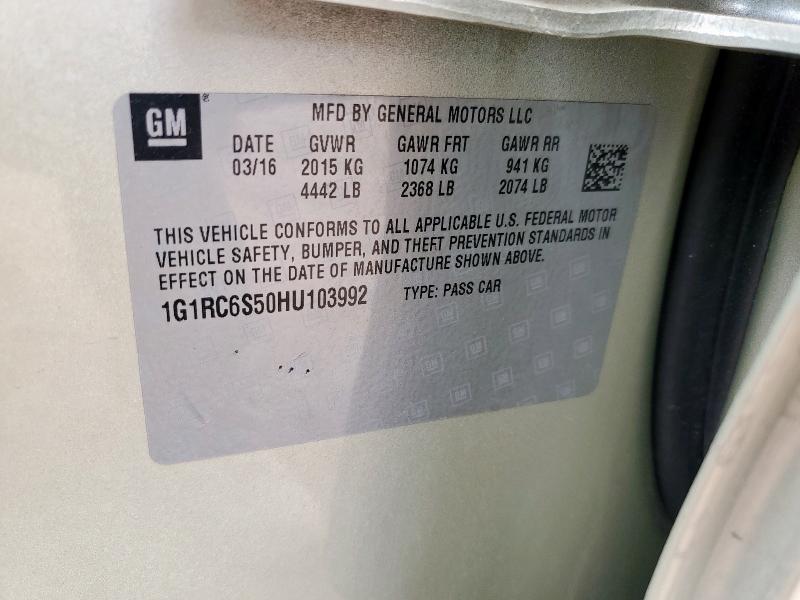 GM
MFD BY GENERAL MOTORS LLC
DATE GVWR GAWR FRT GAWR RR
03/16 2015 KG 1074 KG 941 KG
4442 LB 2368 LB 2074 LB
THIS VEHICLE CONFORMS TO ALL APPLICABLE U.S. FEDERAL MOTOR
VEHICLE SAFETY, BUMPER, AND THEFT PREVENTION STANDARDS IN
EFFECT ON THE DATE OF MANUFACTURE SHOWN ABOVE.
1G1RC6S50HU103992 TYPE: PASS CAR